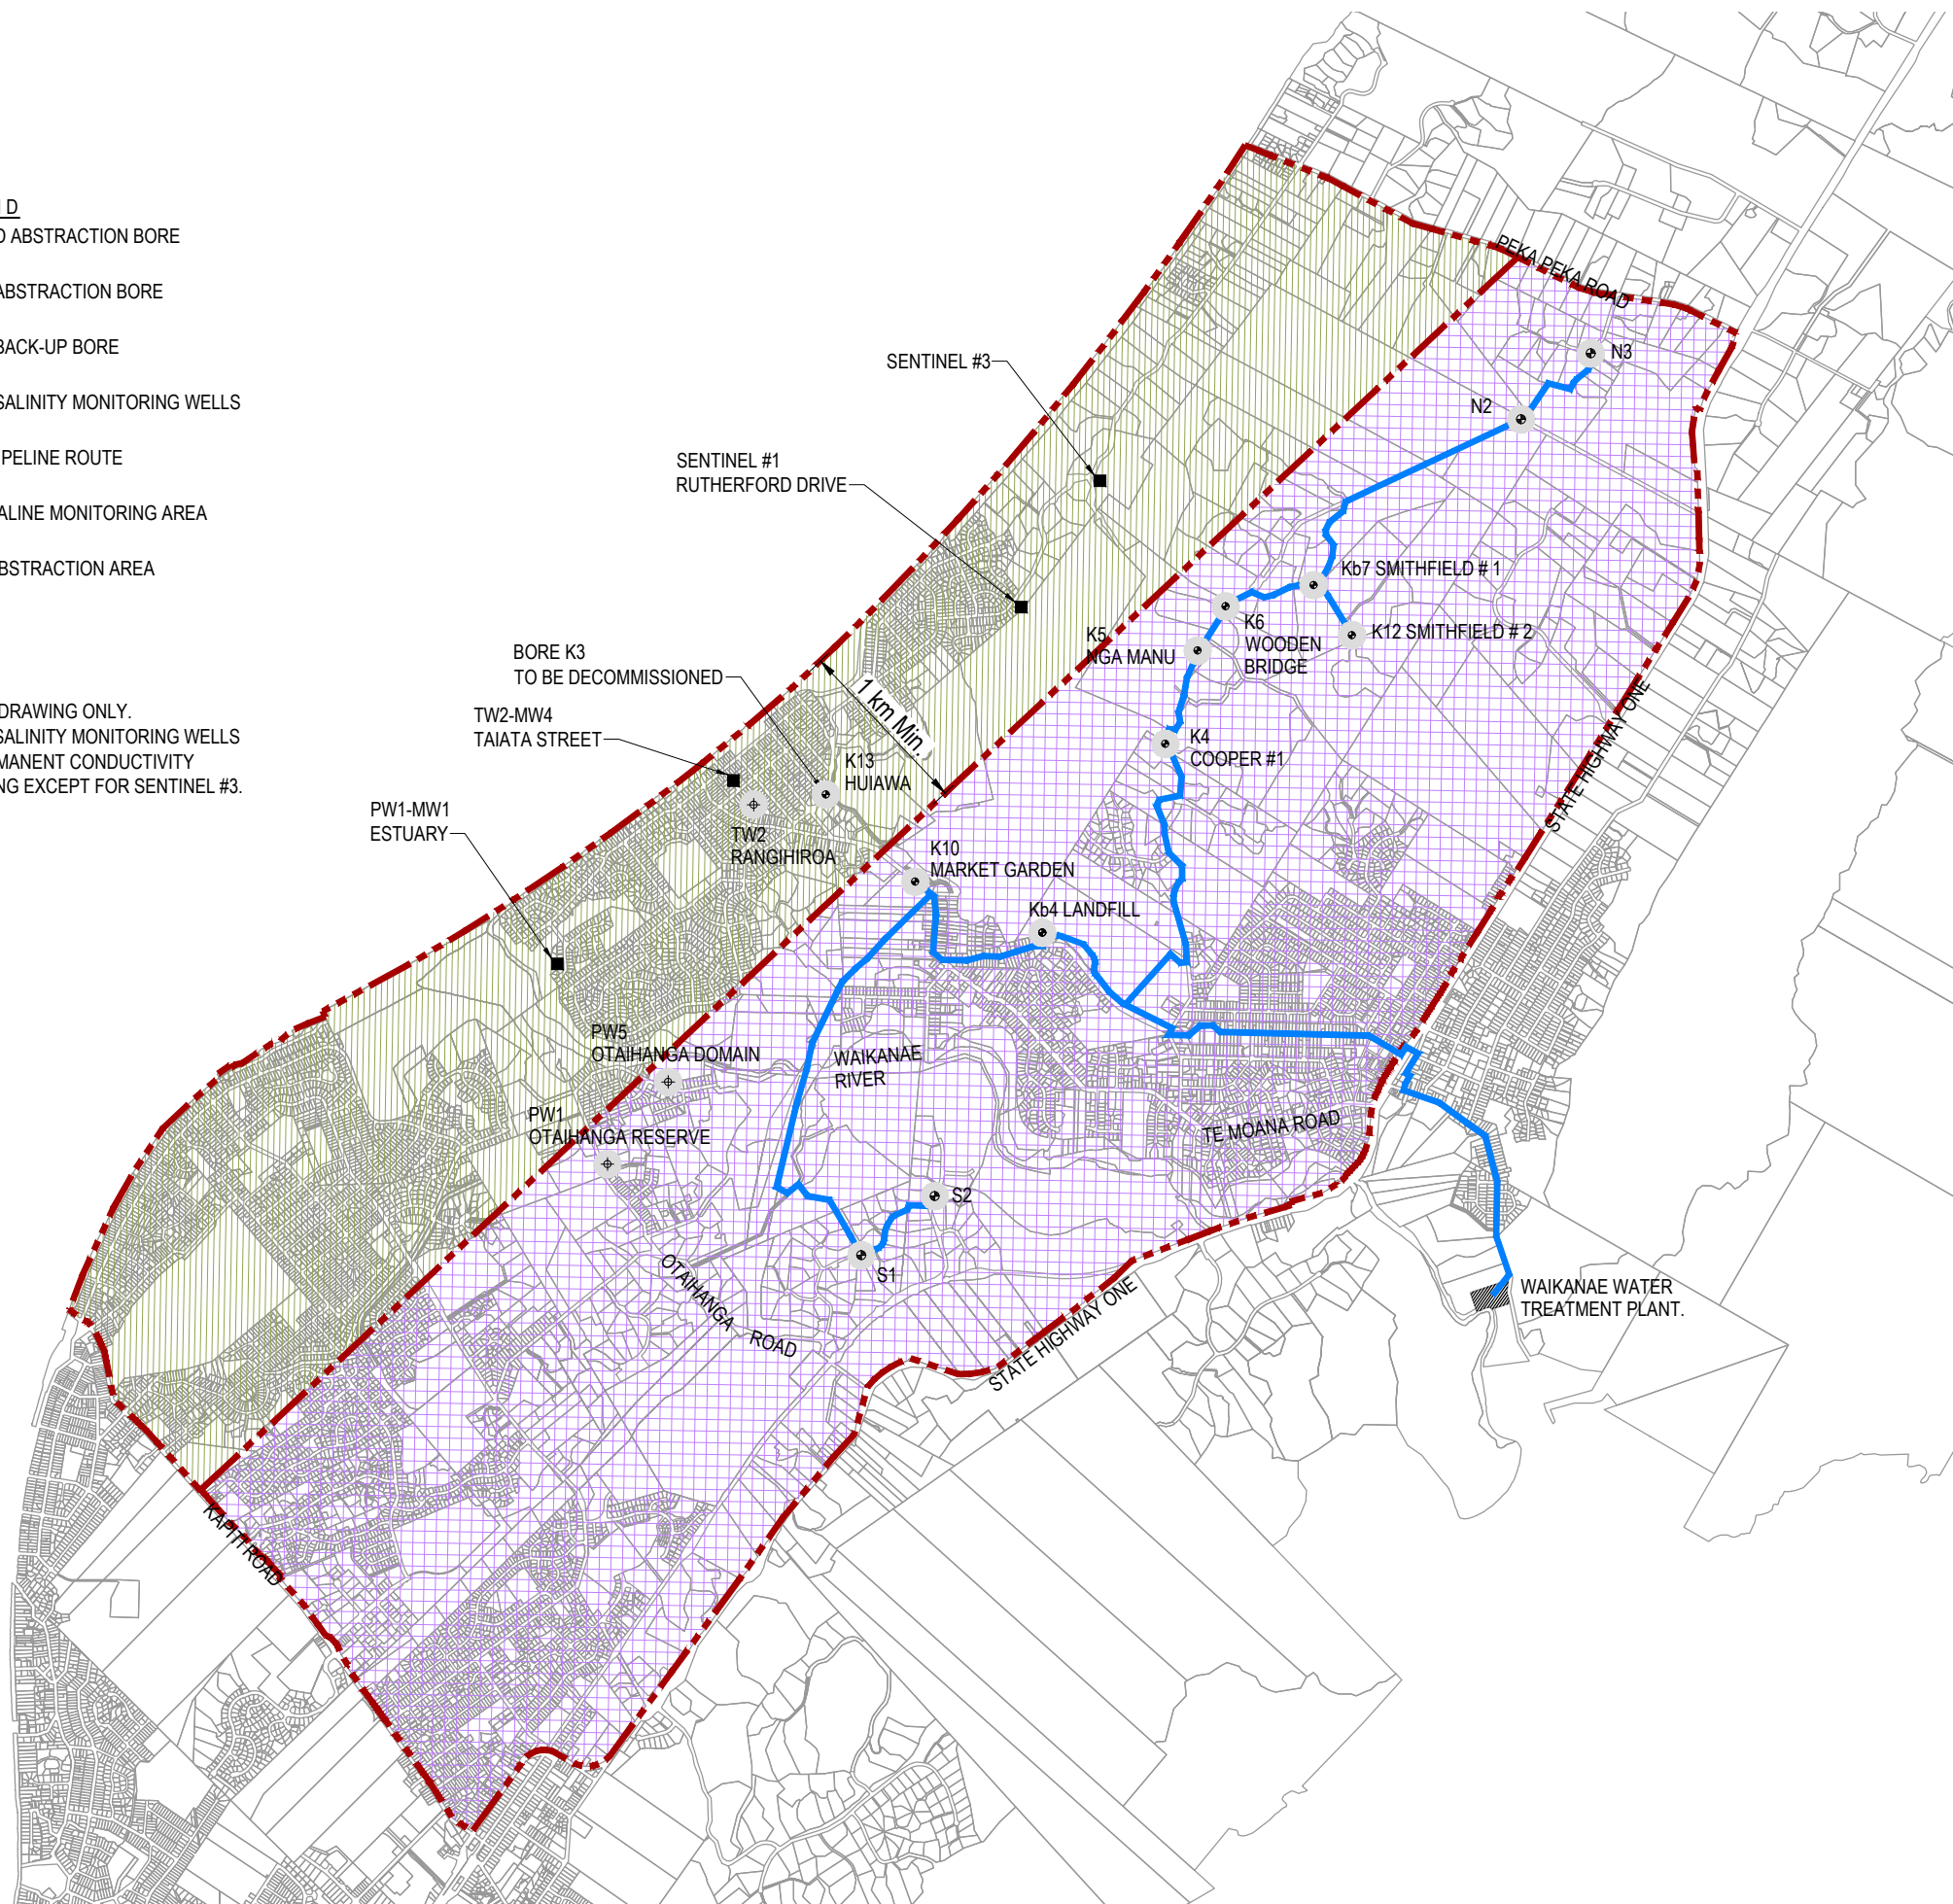 D
ABSTRACTION BORE
ABSTRACTION BORE
BACK-UP BORE
SALINITY MONITORING WELLS
PELINE ROUTE
ALINE MONITORING AREA
BSTRACTION AREA
DRAWING ONLY.
SALINITY MONITORING WELLS
MANENT CONDUCTIVITY
NG EXCEPT FOR SENTINEL #3.
PEKA PEKA ROAD
SENTINEL #3
N3
N2
SENTINEL #1
RUTHERFORD DRIVE
Kb7 SMITHFIELD # 1
K12 SMITHFIELD # 2
K6
WOODEN
BRIDGE
K5
NGA MANU
BORE K3
TO BE DECOMMISSIONED
1 km Min.
TW2-MW4
TAIATA STREET
K4
COOPER #1
K13
HUIAWA
STATE HIGHWAY ONE
PW1-MW1
ESTUARY
TW2
RANGIHIROA
K10
MARKET GARDEN
Kb4 LANDFILL
PW5
OTAIHANGA DOMAIN
WAIKANAE
RIVER
PW1
OTAIHANGA RESERVE
TE MOANA ROAD
S2
S1
OTAIHANGA ROAD
WAIKANAE WATER
TREATMENT PLANT.
STATE HIGHWAY ONE
KAPITI ROAD